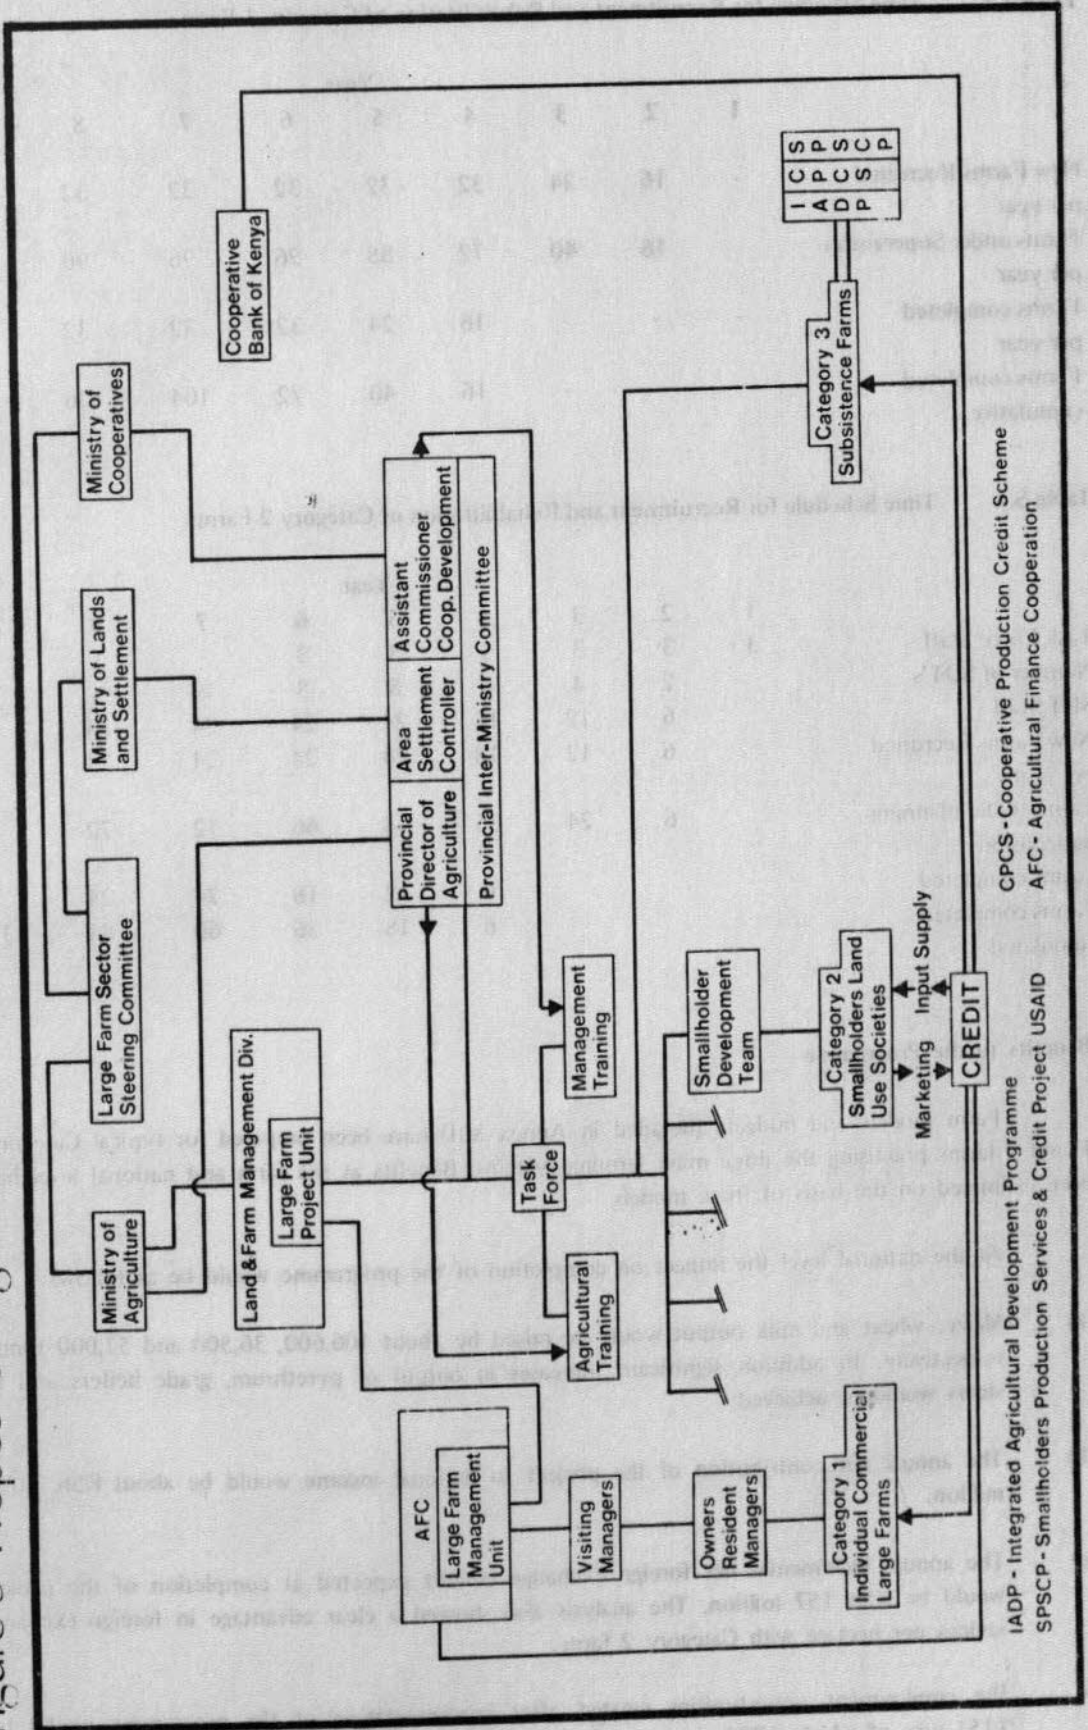 Ministry of
Agriculture
Large Farm Sector
Steering Committee
Ministry of Lands
and Settlement
Ministry of
Cooperatives
Cooperative
Bank of Kenya
Land & Farm Management Div.
Large Farm
Project Unit
Provincial
Director of
Agriculture
Area
Settlement
Controller
Assistant
Commissioner
Coop. Development
Provincial Inter-Ministry Committee
AFC
Large Farm
Management
Unit
Visiting
Managers
Owners
Resident
Managers
Category 1
Individual Commercial
Large Farms
Agricultural
Training
Task
Force
Management
Training
Smallholder
Development
Team
Category 2
Smallholders Land
Use Societies
Marketing
Input Supply
CREDIT
Category 3
Subsistence Farms
IADP
CPCS
SPSCP
IADP - Integrated Agricultural Development Programme
CPCS - Cooperative Production Credit Scheme
SPSCP - Smallholders Production Services & Credit Project USAID
AFC - Agricultural Finance Cooperation